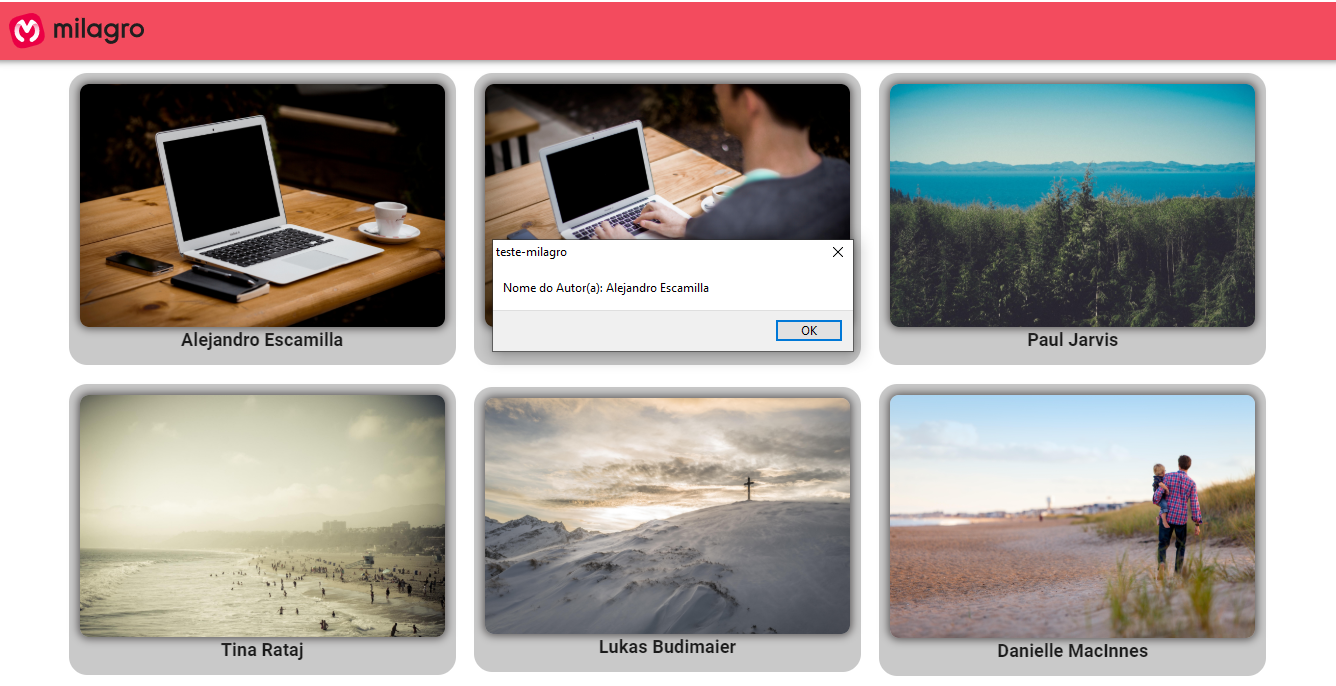 milagro
teste-milagro
Nome do Autor(a): Alejandro Escamilla
OK
Alejandro Escamilla
Paul Jarvis
Tina Rataj
Lukas Budimaier
Danielle MacInnes